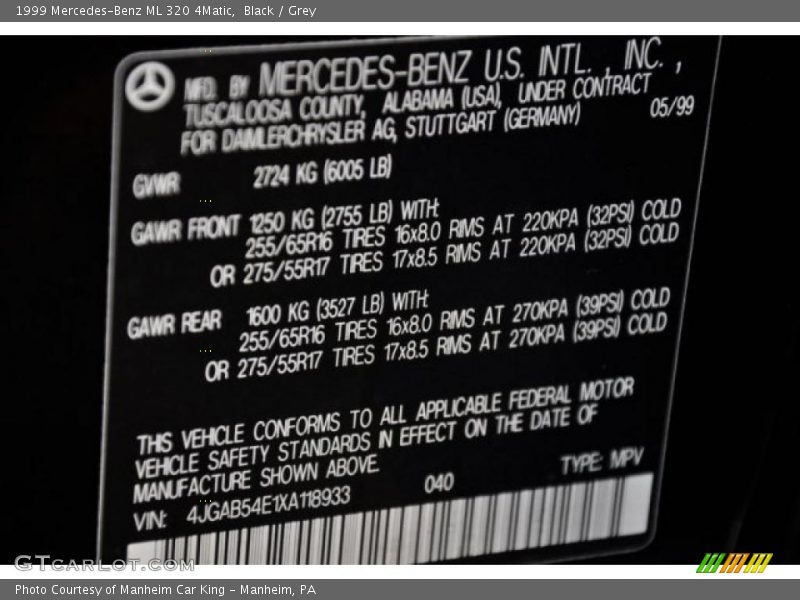 1999 Mercedes-Benz ML 320 4Matic, Black / Grey
MFD. BY MERCEDES-BENZ U.S. INTL. , INC. ,
TUSCALOOSA COUNTY, ALABAMA (USA), UNDER CONTRACT
FOR DAMLERCHRYSLER AG, STUTTGART (GERMANY) 05/99
GVWR 2724 KG (6005 LB)
GAWR FRONT 1250 KG (2755 LB) WITH:
255/65R16 TIRES 16x8.0 RIMS AT 220KPA (32PSI) COLD
OR 275/55R17 TIRES 17x8.5 RIMS AT 220KPA (32PSI) COLD
GAWR REAR 1600 KG (3527 LB) WITH:
255/65R16 TIRES 16x8.0 RIMS AT 270KPA (39PSI) COLD
OR 275/55R17 TIRES 17x8.5 RIMS AT 270KPA (39PSI) COLD
THIS VEHICLE CONFORMS TO ALL APPLICABLE FEDERAL MOTOR
VEHICLE SAFETY STANDARDS IN EFFECT ON THE DATE OF
MANUFACTURE SHOWN ABOVE.
VIN: 4JGAB54E1XA118933 040 TYPE: MPV
GTCARLOT.COM
Photo Courtesy of Manheim Car King - Manheim, PA